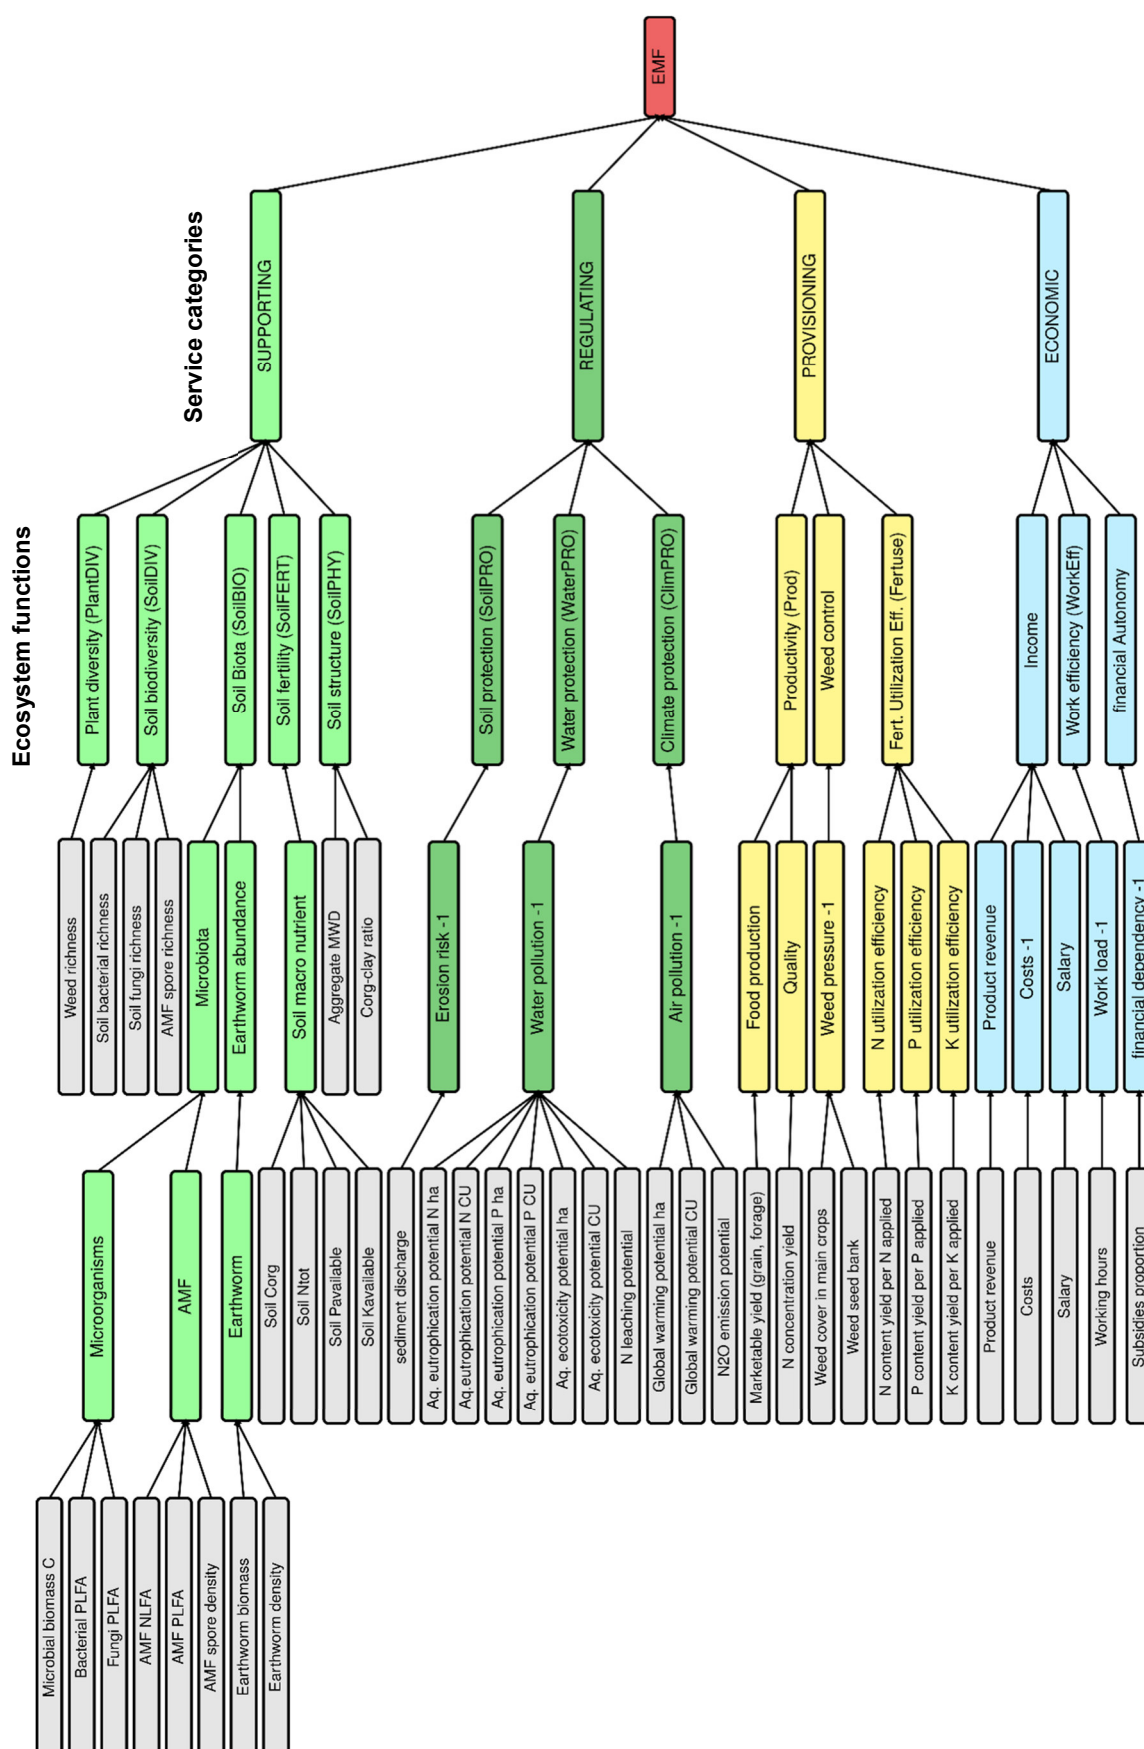 EMF
Service categories
SUPPORTING
REGULATING
PROVISIONING
ECONOMIC
Ecosystem functions
Plant diversity (PlantDIV)
Soil biodiversity (SoilDIV)
Soil Biota (SoilBIO)
Soil fertility (SoilFERT)
Soil structure (SoilPHY)
Soil protection (SoilPRO)
Water protection (WaterPRO)
Climate protection (ClimPRO)
Productivity (Prod)
Weed control
Fert. Utilization Eff. (Fertuse)
Income
Work efficiency (WorkEff)
financial Autonomy
Weed richness
Soil bacterial richness
Soil fungi richness
AMF spore richness
Microbiota
Earthworm abundance
Soil macro nutrient
Aggregate MWD
Corg-clay ratio
Erosion risk -1
Water pollution -1
Air pollution -1
Food production
Quality
Weed pressure -1
N utilization efficiency
P utilization efficiency
K utilization efficiency
Product revenue
Costs -1
Salary
Work load -1
financial dependency -1
Microorganisms
AMF
Earthworm
Soil Corg
Soil Ntot
Soil Pavailable
Soil Kavailable
sediment discharge
Aq. eutrophication potential N ha
Aq.eutrophication potential N CU
Aq. eutrophication potential P ha
Aq. eutrophication potential P CU
Aq. ecotoxicity potential ha
Aq. ecotoxicity potential CU
N leaching potential
Global warming potential ha
Global warming potential CU
N2O emission potential
Marketable yield (grain, forage)
N concentration yield
Weed cover in main crops
Weed seed bank
N content yield per N applied
P content yield per P applied
K content yield per K applied
Product revenue
Costs
Salary
Working hours
Subsidies proportion
Microbial biomass C
Bacterial PLFA
Fungi PLFA
AMF NLFA
AMF PLFA
AMF spore density
Earthworm biomass
Earthworm density